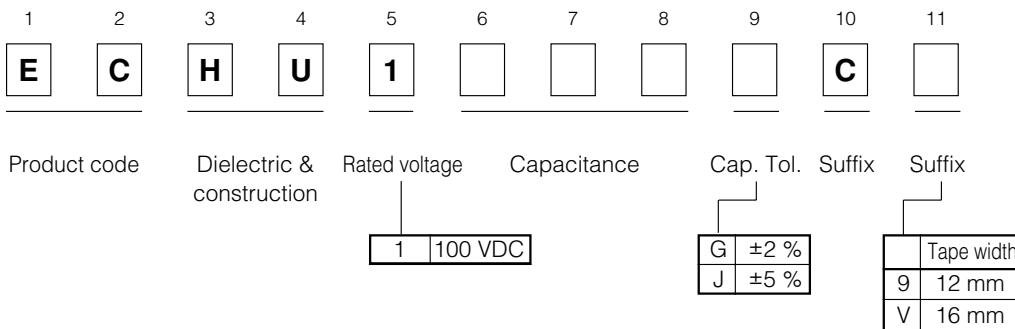 1 2 3 4 5 6 7 8 9 10 11
E C H U 1 C
Product code Dielectric & construction Rated voltage Capacitance Cap. Tol. Suffix Suffix
1 100 VDC
G ±2 %
J ±5 %
Tape width
9 12 mm
V 16 mm